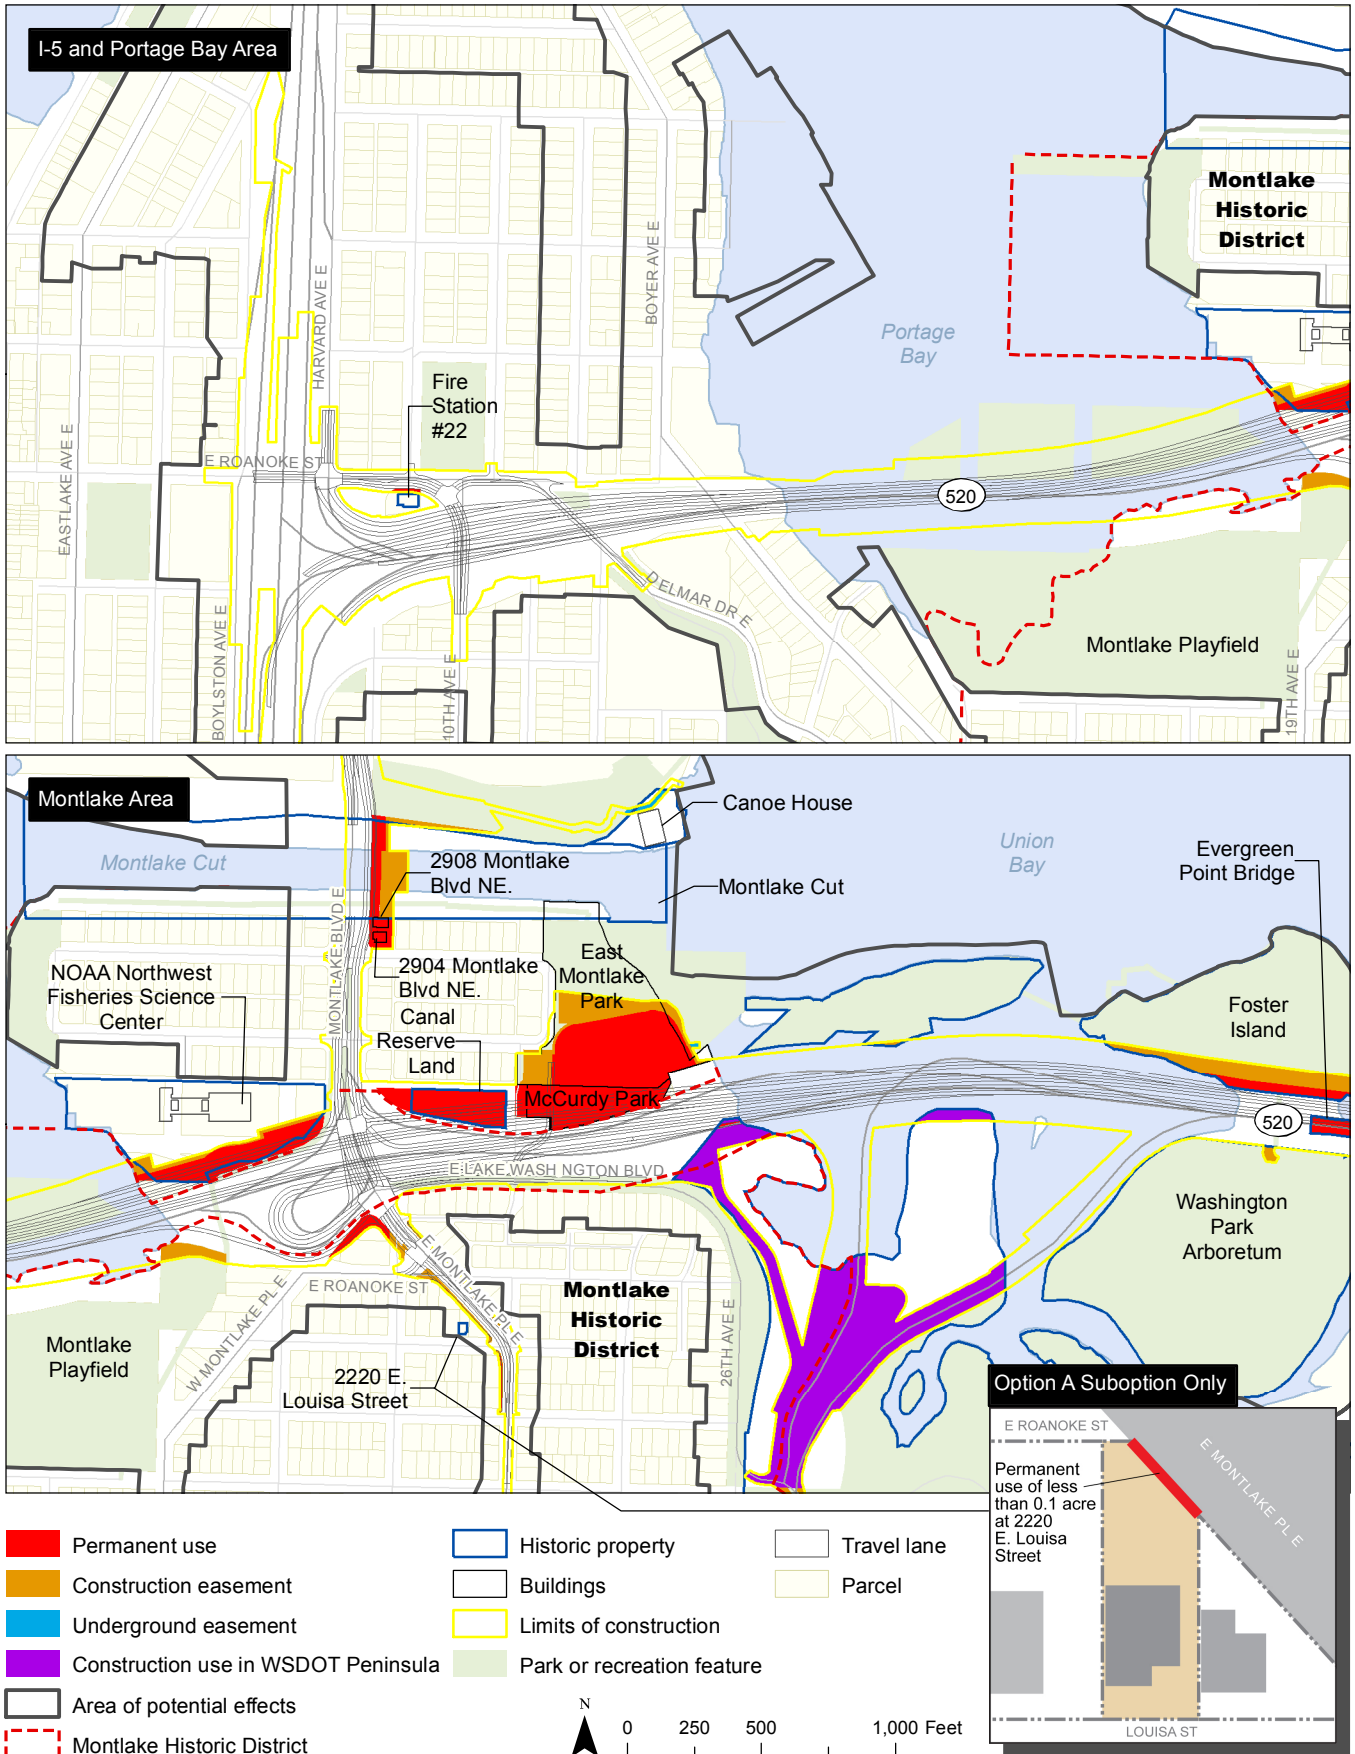 I-5 and Portage Bay Area
Montlake
Historic
District
Portage
Bay
Fire
Station
#22
HARVARD AVE E
BOYER AVE E
EASTLAKE AVE E
E ROANOKE ST
520
BOYLSTON AVE E
10TH AVE E
DELMAR DR E
Montlake Playfield
19TH AVE E
Montlake Area
Canoe House
Montlake Cut
Union
Bay
Evergreen
Point Bridge
2908 Montlake
Blvd NE.
Montlake Cut
MONTLAKE BLVD E
NOAA Northwest
Fisheries Science
Center
2904 Montlake
Blvd NE.
East
Montlake
Park
Canal
Reserve
Land
Foster
Island
McCurdy Park
520
E LAKE WASH NGTON BLVD
Washington
Park
Arboretum
E MONTLAKE PL E
W MONTLAKE PL E
E ROANOKE ST
Montlake
Historic
District
26TH AVE E
Montlake
Playfield
2220 E.
Louisa Street
Option A Suboption Only
E ROANOKE ST
E MONTLAKE PL E
Permanent
use of less
than 0.1 acre
at 2220
E. Louisa
Street
LOUISA ST
Permanent use
Construction easement
Underground easement
Construction use in WSDOT Peninsula
Area of potential effects
Montlake Historic District
Historic property
Buildings
Limits of construction
Park or recreation feature
Travel lane
Parcel
N
0 250 500 1,000 Feet